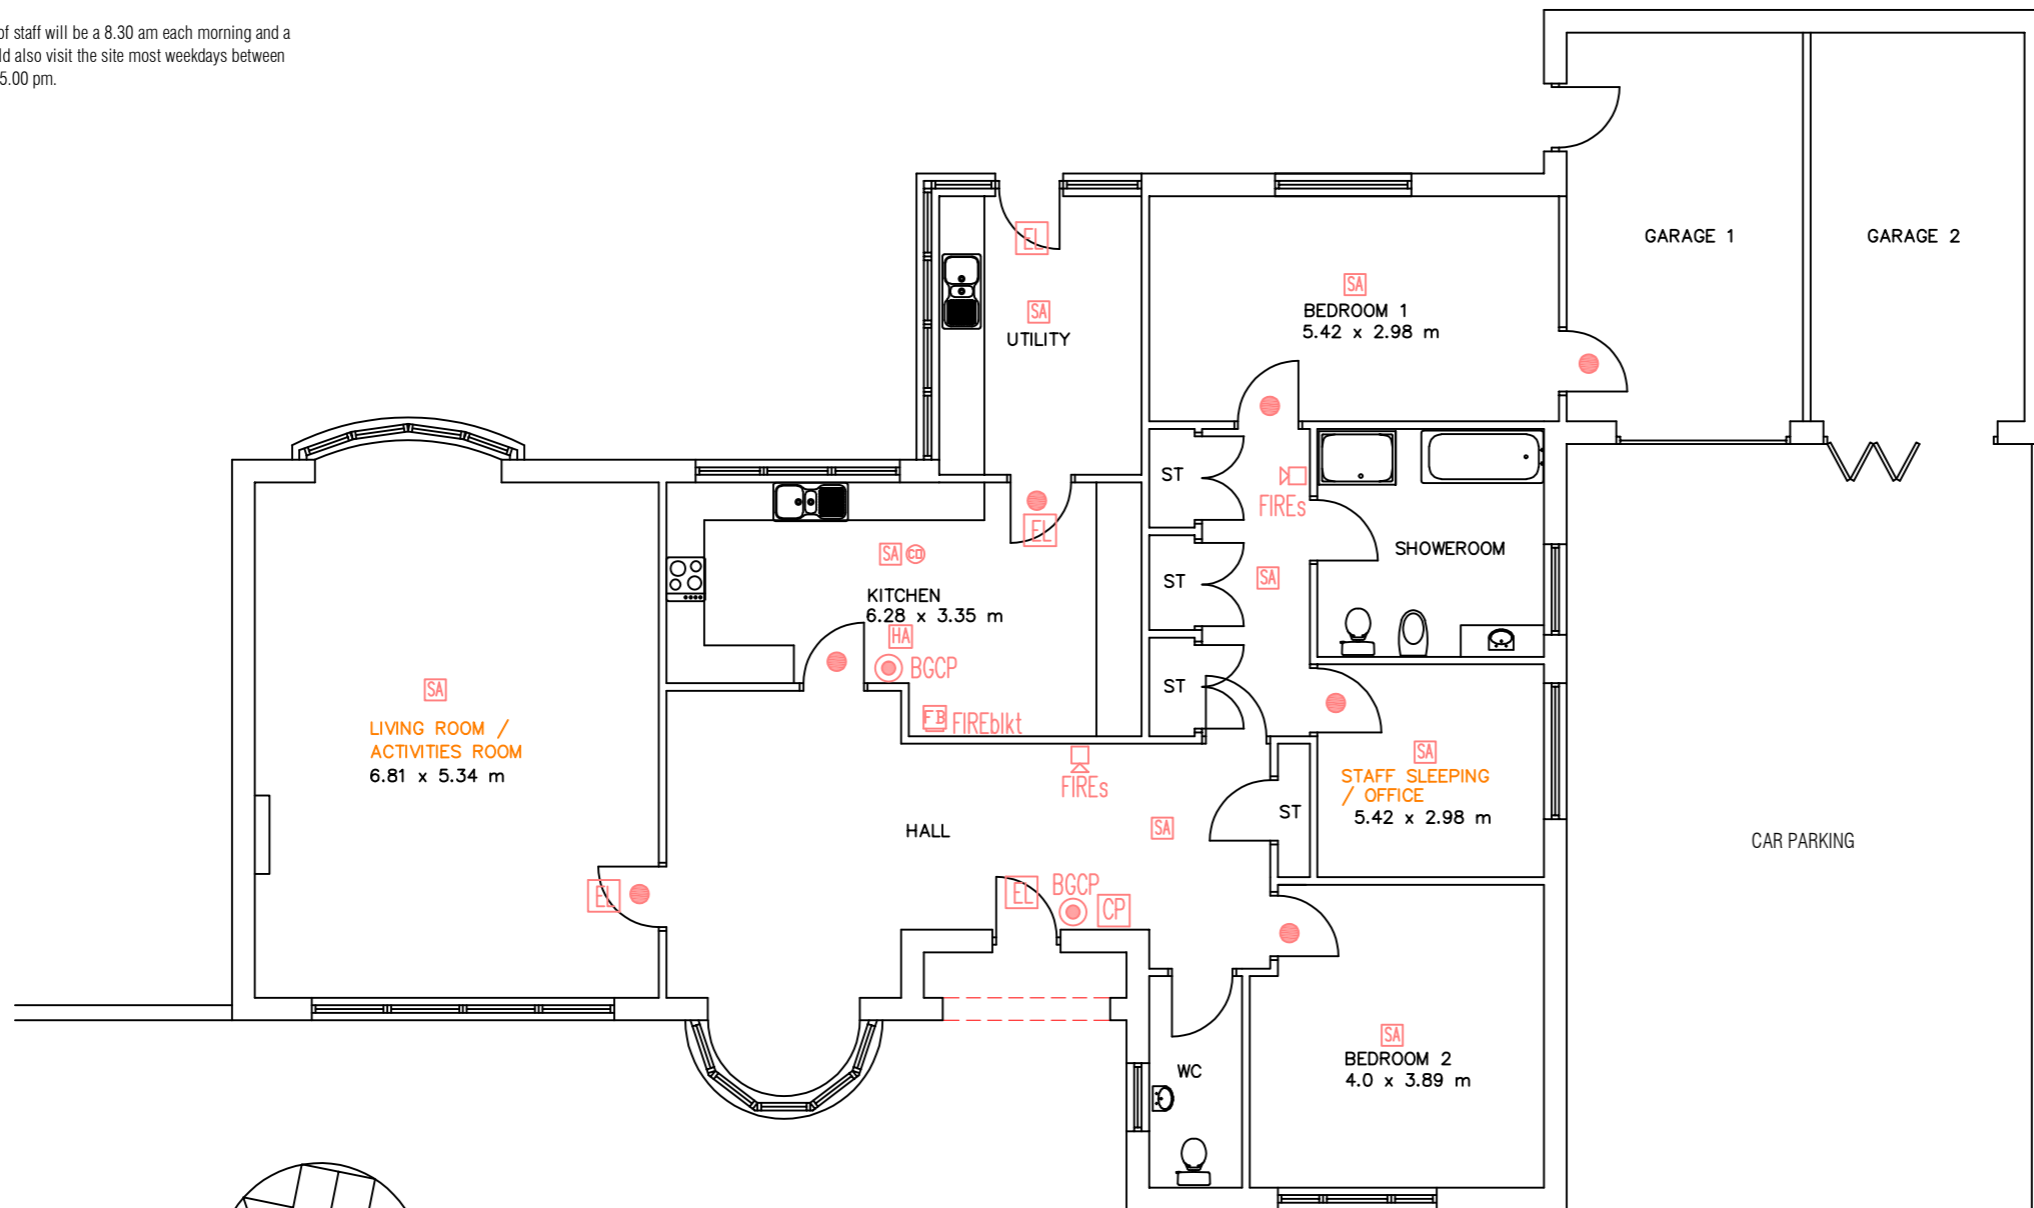 of staff will be a 8.30 am each morning and a
ld also visit the site most weekdays between
5.00 pm.
GARAGE 1
GARAGE 2
EL
SA
UTILITY
SA
BEDROOM 1
5.42 x 2.98 m
ST
FIREs
SHOWEROOM
EL
SA CD
KITCHEN
6.28 x 3.35 m
ST
SA
HA
BGCP
SA
LIVING ROOM /
ACTIVITIES ROOM
6.81 x 5.34 m
FB FIREblkt
ST
FIREs
SA
STAFF SLEEPING
/ OFFICE
5.42 x 2.98 m
HALL
SA
ST
CAR PARKING
EL
EL
BGCP
CP
SA
BEDROOM 2
4.0 x 3.89 m
WC